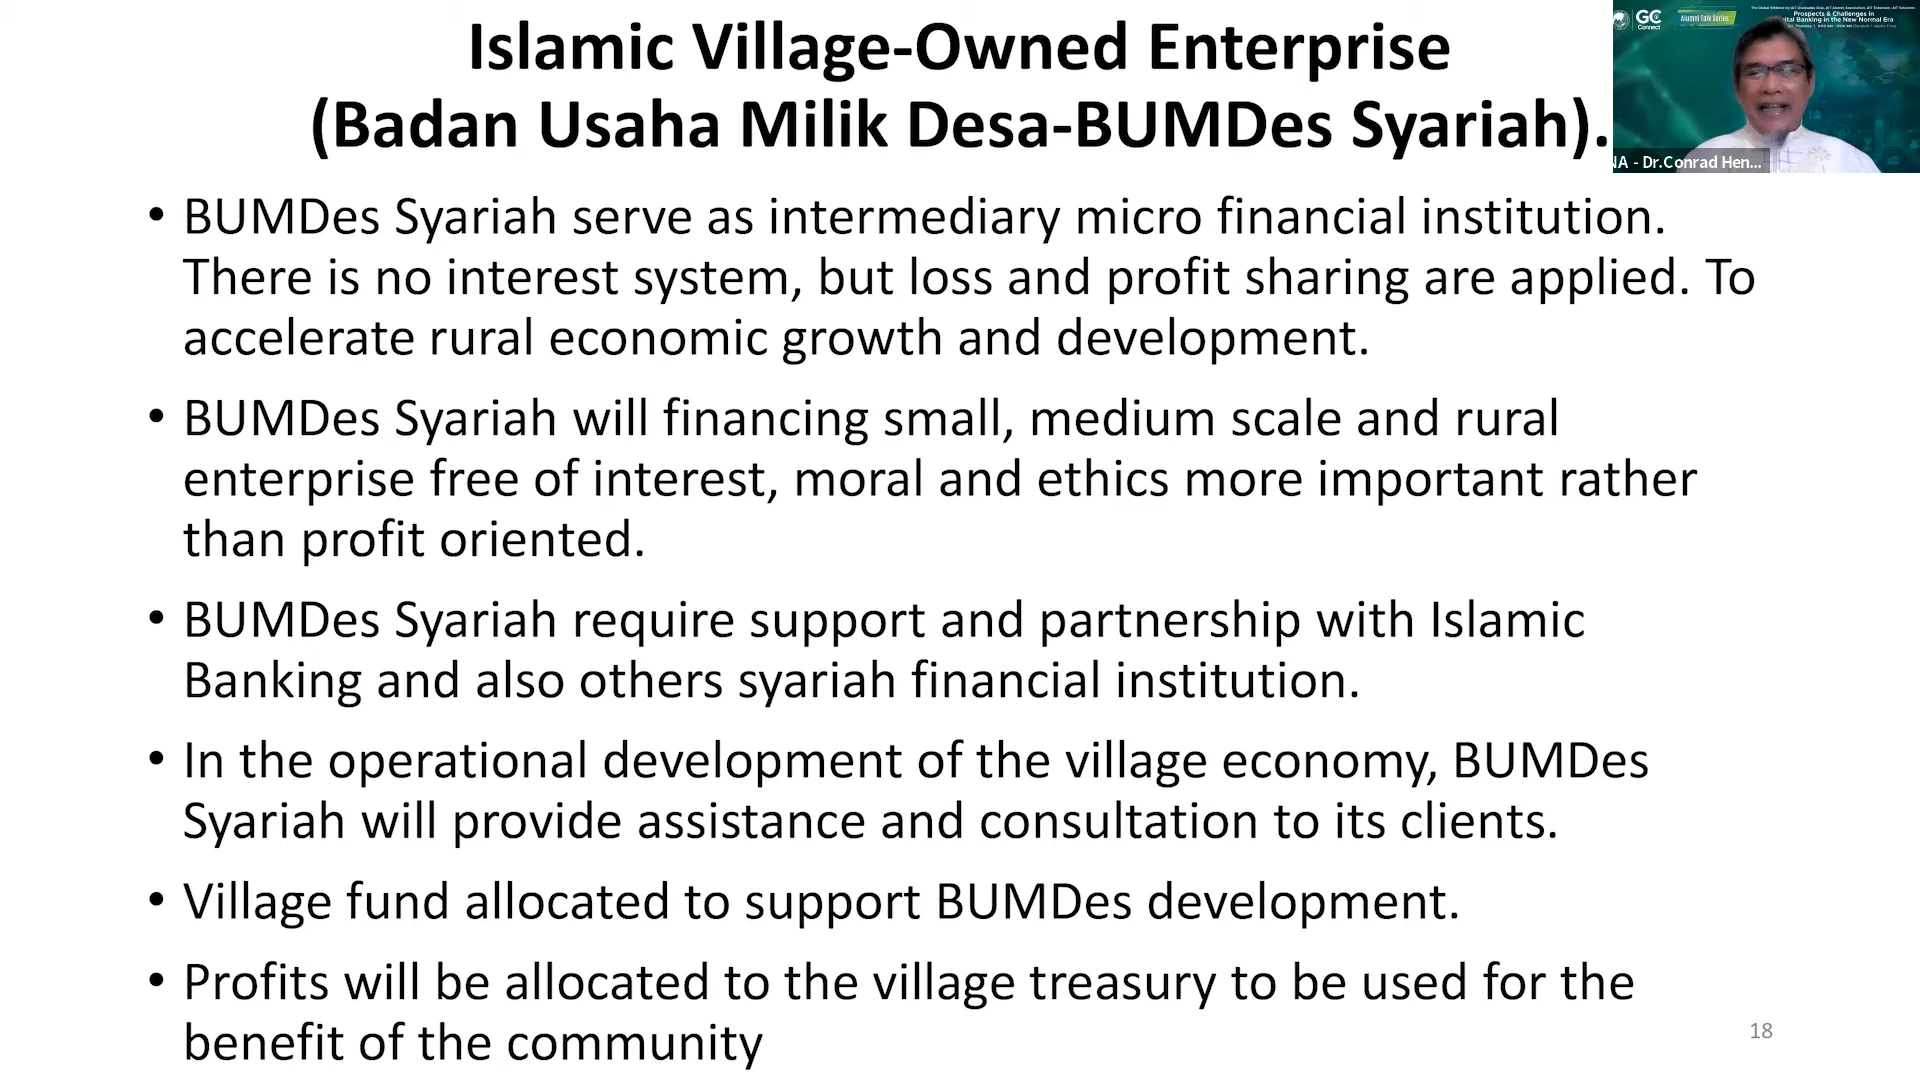 Islamic Village-Owned Enterprise
(Badan Usaha Milik Desa-BUMDes Syariah).
GC
Connect
Alumni Talk Series
Prospects & Challenges in
Banking in the New Normal Era
NA - Dr.Conrad Hen...
• BUMDes Syariah serve as intermediary micro financial institution.
There is no interest system, but loss and profit sharing are applied. To
accelerate rural economic growth and development.
• BUMDes Syariah will financing small, medium scale and rural
enterprise free of interest, moral and ethics more important rather
than profit oriented.
• BUMDes Syariah require support and partnership with Islamic
Banking and also others syariah financial institution.
• In the operational development of the village economy, BUMDes
Syariah will provide assistance and consultation to its clients.
• Village fund allocated to support BUMDes development.
• Profits will be allocated to the village treasury to be used for the
benefit of the community
18